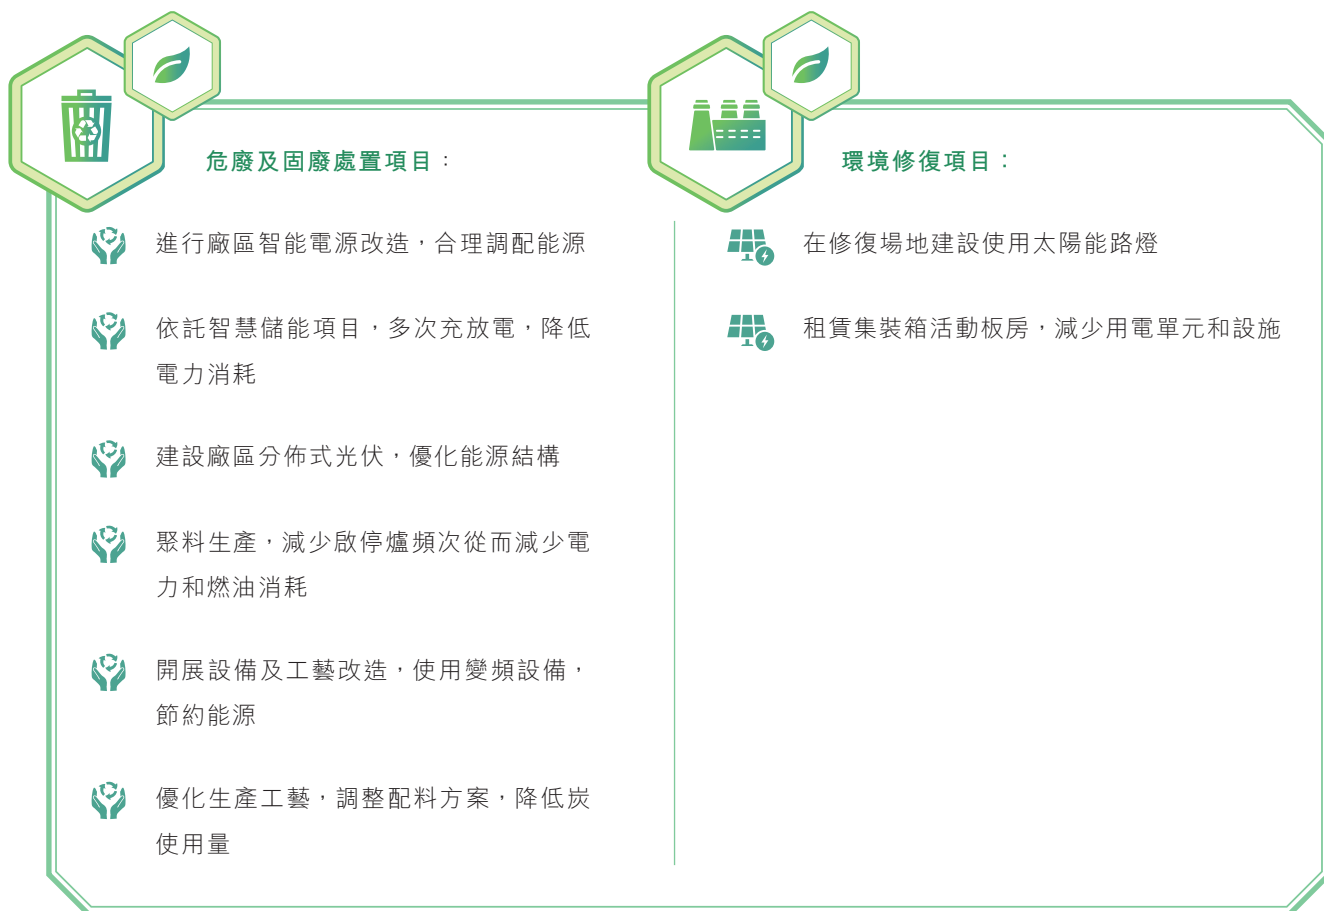 危廢及固廢處置項目：
進行廠區智能電源改造，合理調配能源
依託智慧儲能項目，多次充放電，降低
電力消耗
建設廠區分佈式光伏，優化能源結構
聚料生產，減少啟停爐頻次從而減少電
力和燃油消耗
開展設備及工藝改造，使用變頻設備，
節約能源
優化生產工藝，調整配料方案，降低炭
使用量
環境修復項目：
在修復場地建設使用太陽能路燈
租賃集裝箱活動板房，減少用電單元和設施